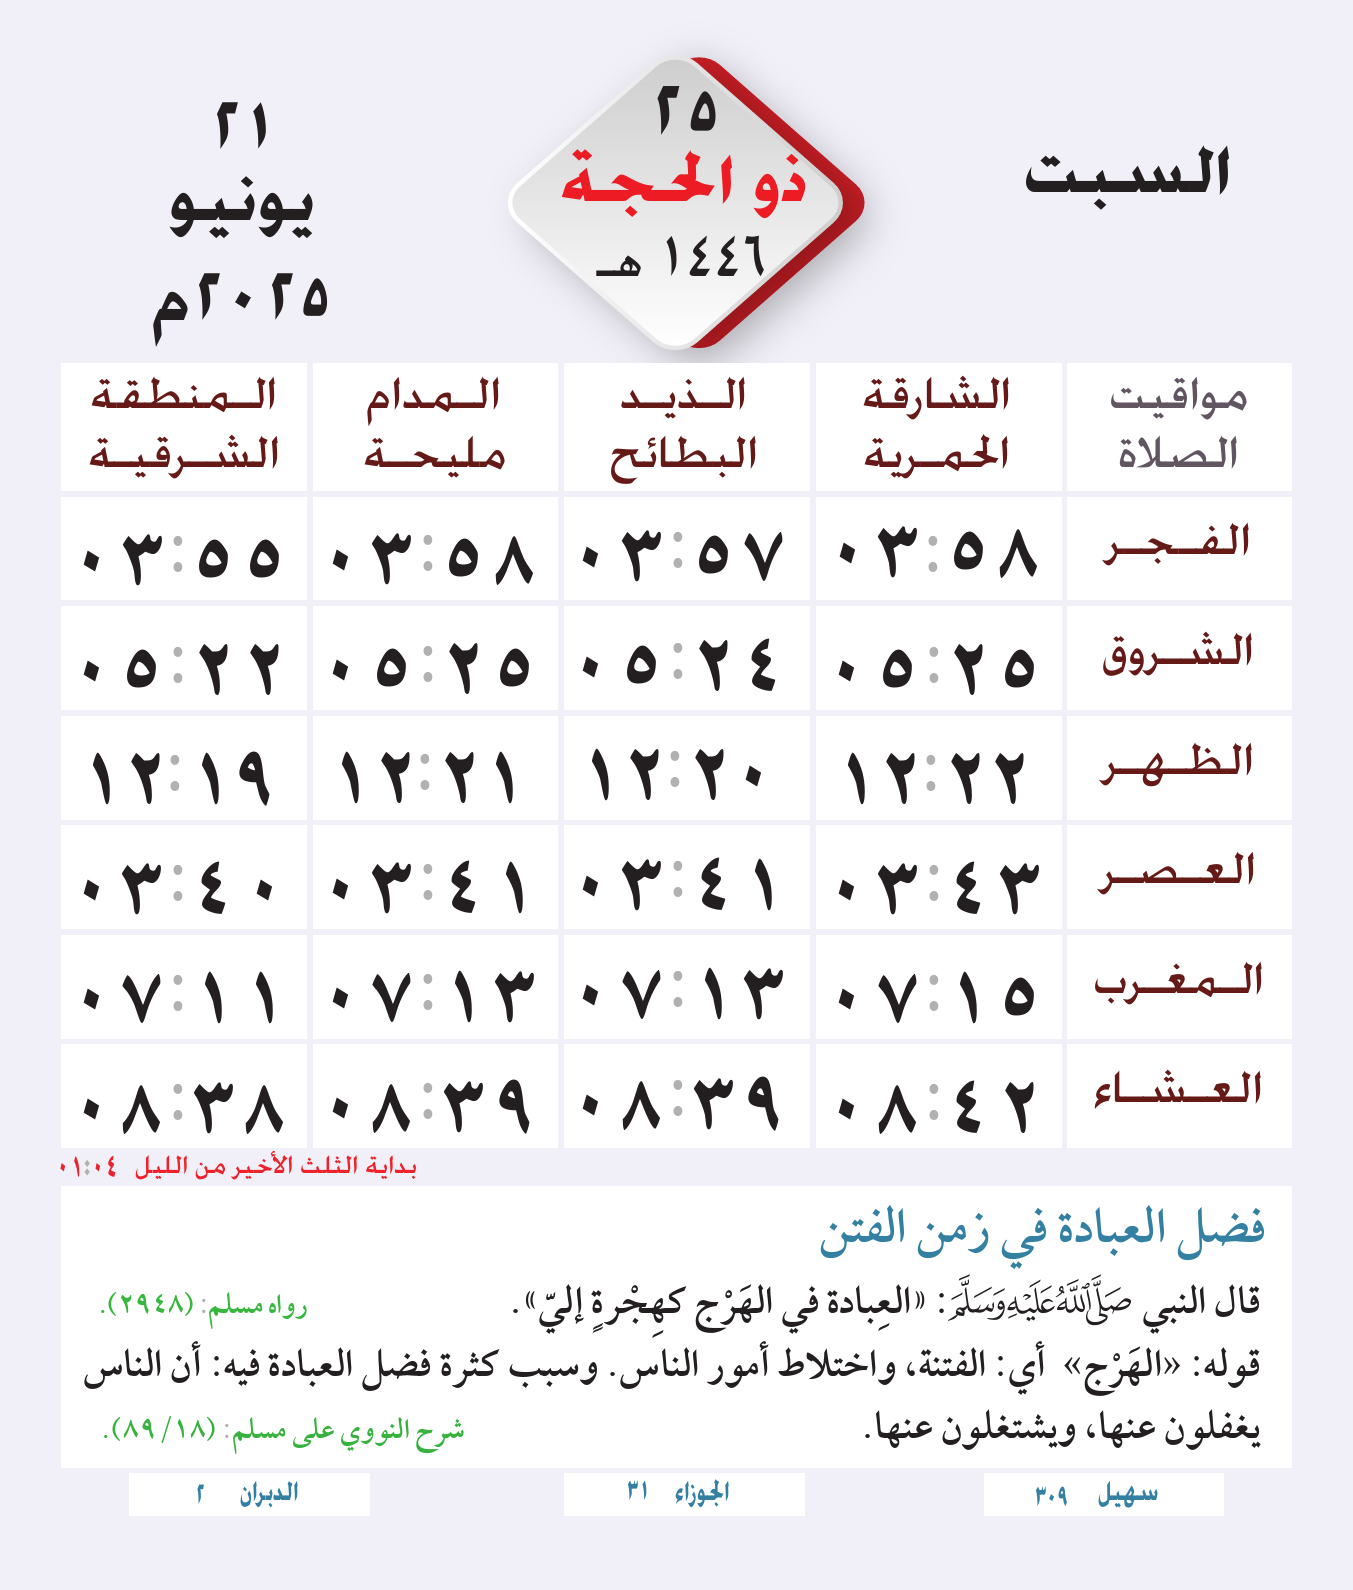 السبت
٢٥
ذو الحجة
١٤٤٦ هـ
٢١
يونيو
٢٠٢٥م
مواقيت الصلاة	الشارقة الحمرية	الذيد البطائح	المدام مليحة	المنطقة الشرقية
الفجر	٠٣:٥٨	٠٣:٥٧	٠٣:٥٨	٠٣:٥٥
الشروق	٠٥:٢٥	٠٥:٢٤	٠٥:٢٥	٠٥:٢٢
الظهر	١٢:٢٢	١٢:٢٠	١٢:٢١	١٢:١٩
العصر	٠٣:٤٣	٠٣:٤١	٠٣:٤١	٠٣:٤٠
المغرب	٠٧:١٥	٠٧:١٣	٠٧:١٣	٠٧:١١
العشاء	٠٨:٤٢	٠٨:٣٩	٠٨:٣٩	٠٨:٣٨
بداية الثلث الأخير من الليل ٠١:٠٤
فضل العبادة في زمن الفتن
قال النبي صَلَّى اللَّهُ عَلَيْهِ وَسَلَّمَ: «العِبادة في الهَرْج كهِجْرةٍ إليّ». رواه مسلم: (٢٩٤٨).
قوله: «الهَرْج» أي: الفتنة، واختلاط أمور الناس. وسبب كثرة فضل العبادة فيه: أن الناس
يغفلون عنها، ويشتغلون عنها. شرح النووي على مسلم: (١٨/ ٨٩).
سهيل ٣٠٩	الجوزاء ٣١	الدبران ٢